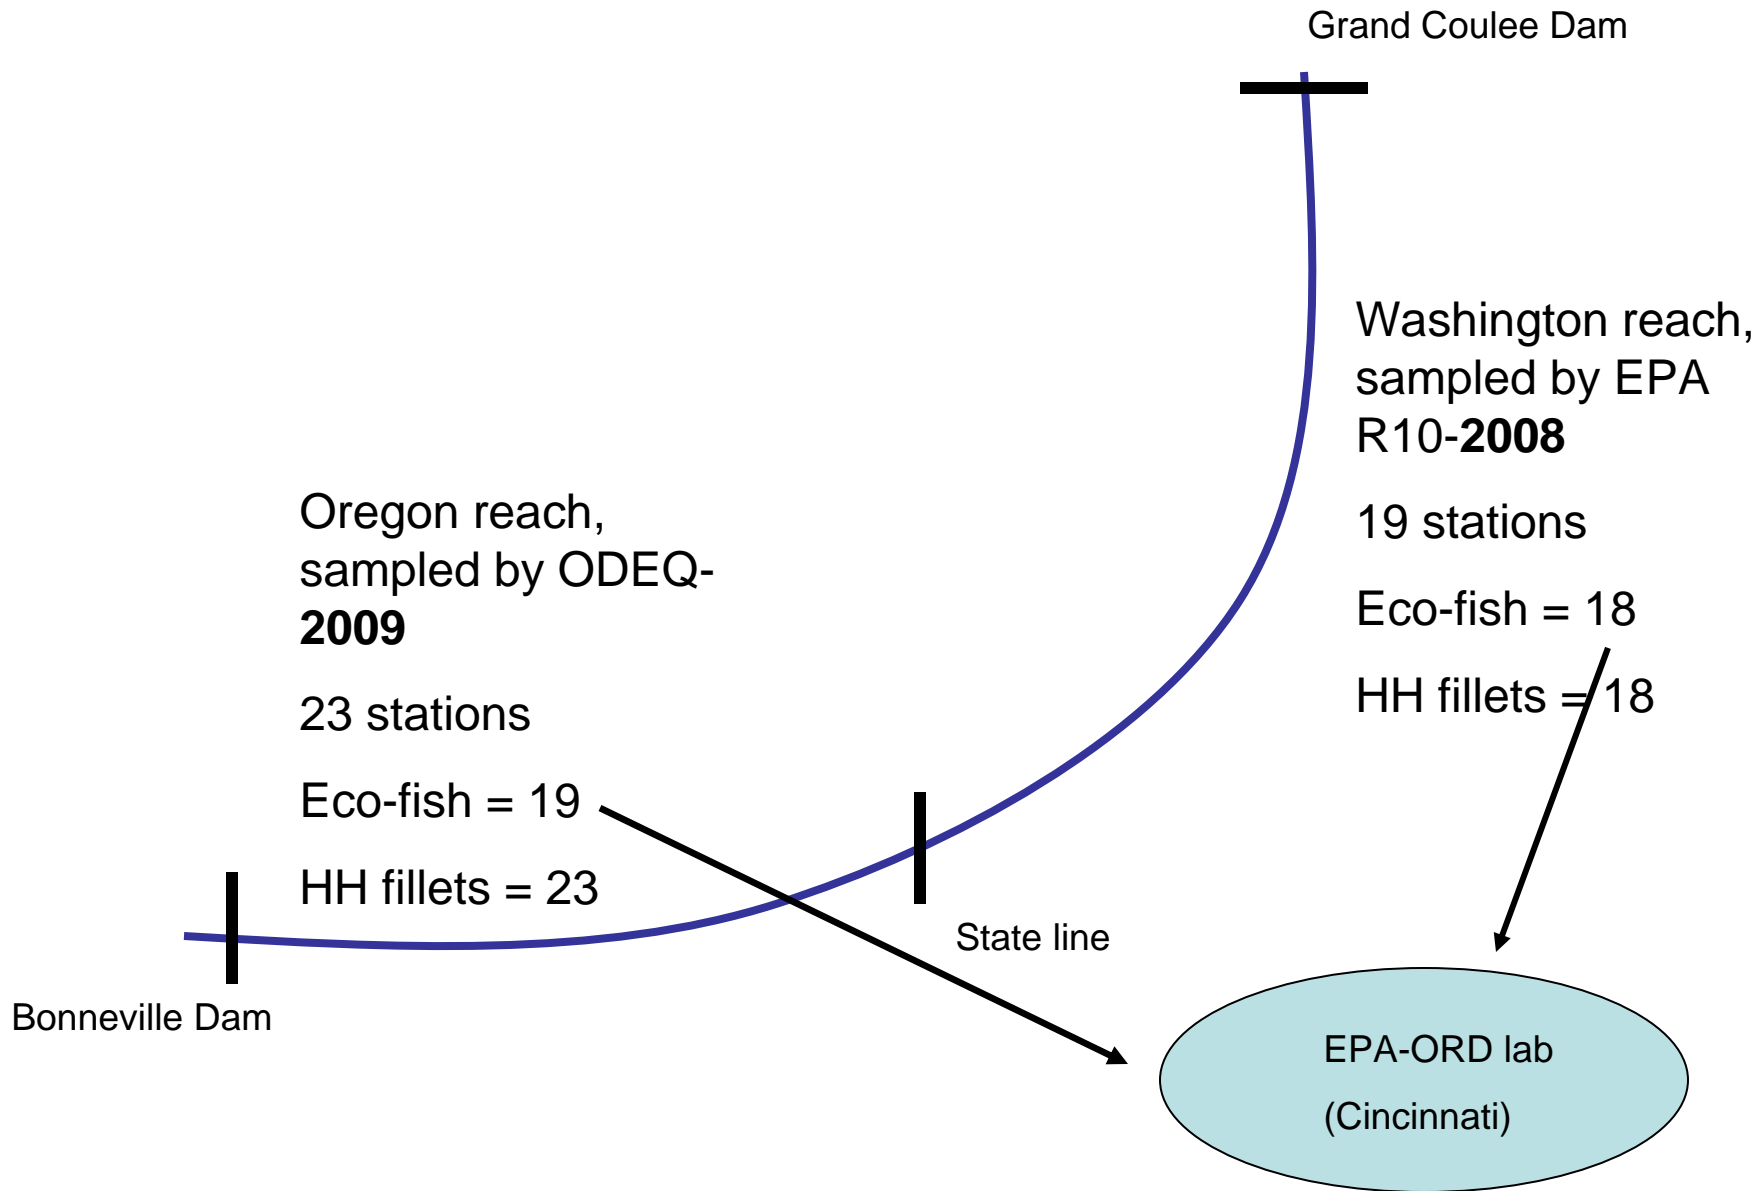 Grand Coulee Dam
Washington reach,
sampled by EPA
R10-2008
19 stations
Eco-fish = 18
HH fillets = 18
Oregon reach,
sampled by ODEQ-
2009
23 stations
Eco-fish = 19
HH fillets = 23
State line
Bonneville Dam
EPA-ORD lab
(Cincinnati)